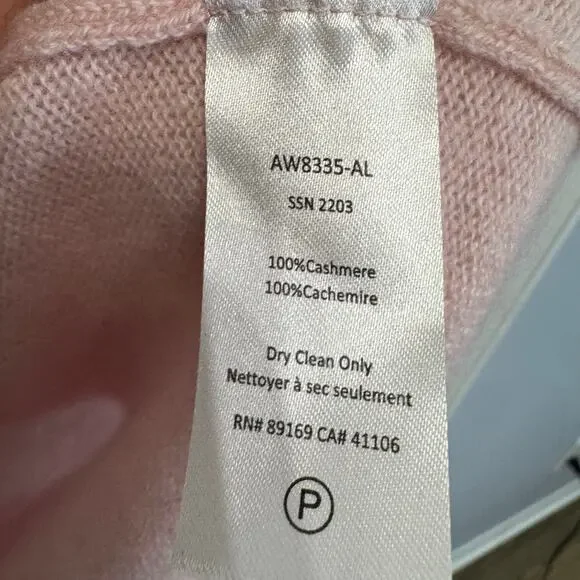 AW8335-AL
SSN 2203
100%Cashmere
100%Cachemire
Dry Clean Only
Nettoyer à sec seulement
RN# 89169 CA# 41106
P